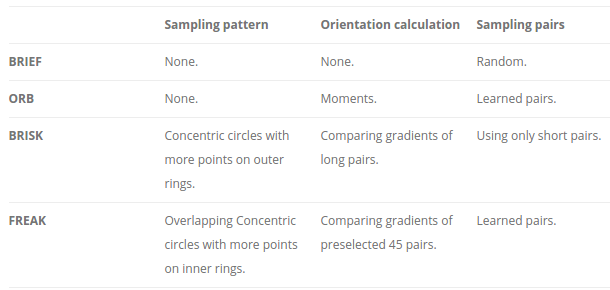 Sampling pattern Orientation calculation Sampling pairs
BRIEF None. None. Random.
ORB None. Moments. Learned pairs.
BRISK Concentric circles with Comparing gradients of Using only short pairs.
more points on outer long pairs.
rings.
FREAK Overlapping Concentric Comparing gradients of Learned pairs.
circles with more points preselected 45 pairs.
on inner rings.